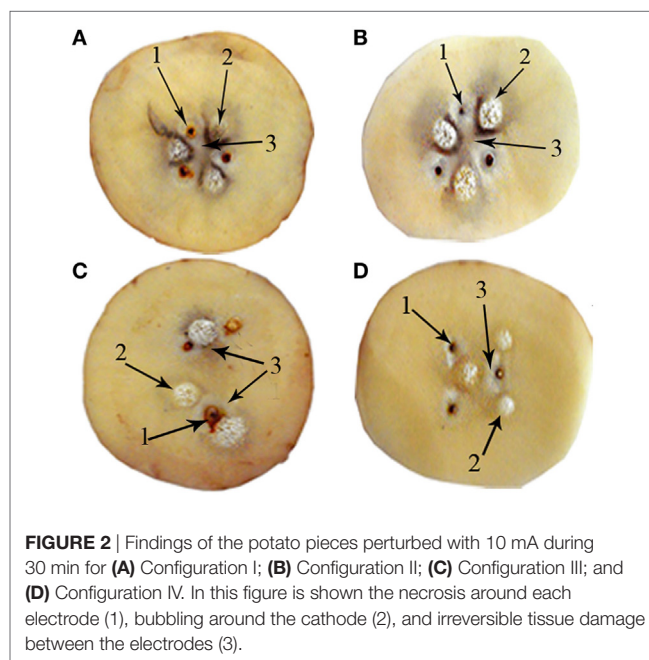 A
1
2
3
B
1
2
3
C
2
3
1
D
1
3
2
FIGURE 2 | Findings of the potato pieces perturbed with 10 mA during
30 min for (A) Configuration I; (B) Configuration II; (C) Configuration III; and
(D) Configuration IV. In this figure is shown the necrosis around each
electrode (1), bubbling around the cathode (2), and irreversible tissue damage
between the electrodes (3).